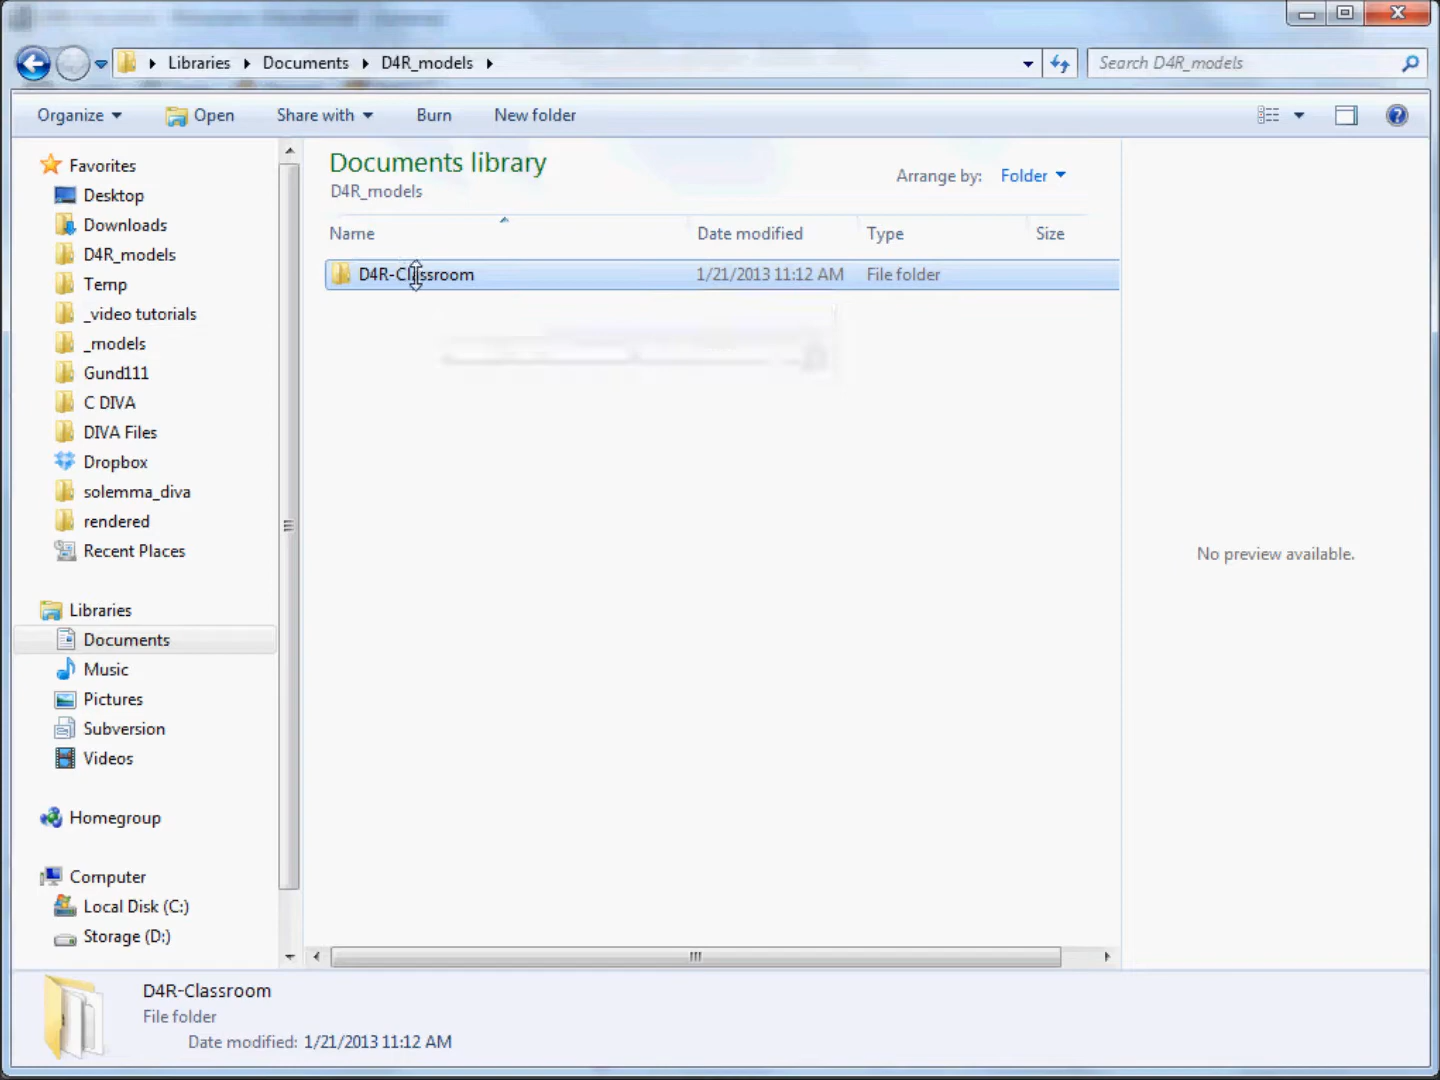 Libraries Documents D4R_models
Search D4R_models
Organize Open Share with Burn New folder
Documents library
D4R_models
Arrange by: Folder
Name Date modified Type Size
D4R-Classroom 1/21/2013 11:12 AM File folder
Favorites
Desktop
Downloads
D4R_models
Temp
_video tutorials
_models
Gund111
C DIVA
DIVA Files
Dropbox
solemma_diva
rendered
Recent Places
Libraries
Documents
Music
Pictures
Subversion
Videos
Homegroup
Computer
Local Disk (C:)
Storage (D:)
No preview available.
D4R-Classroom
File folder
Date modified: 1/21/2013 11:12 AM